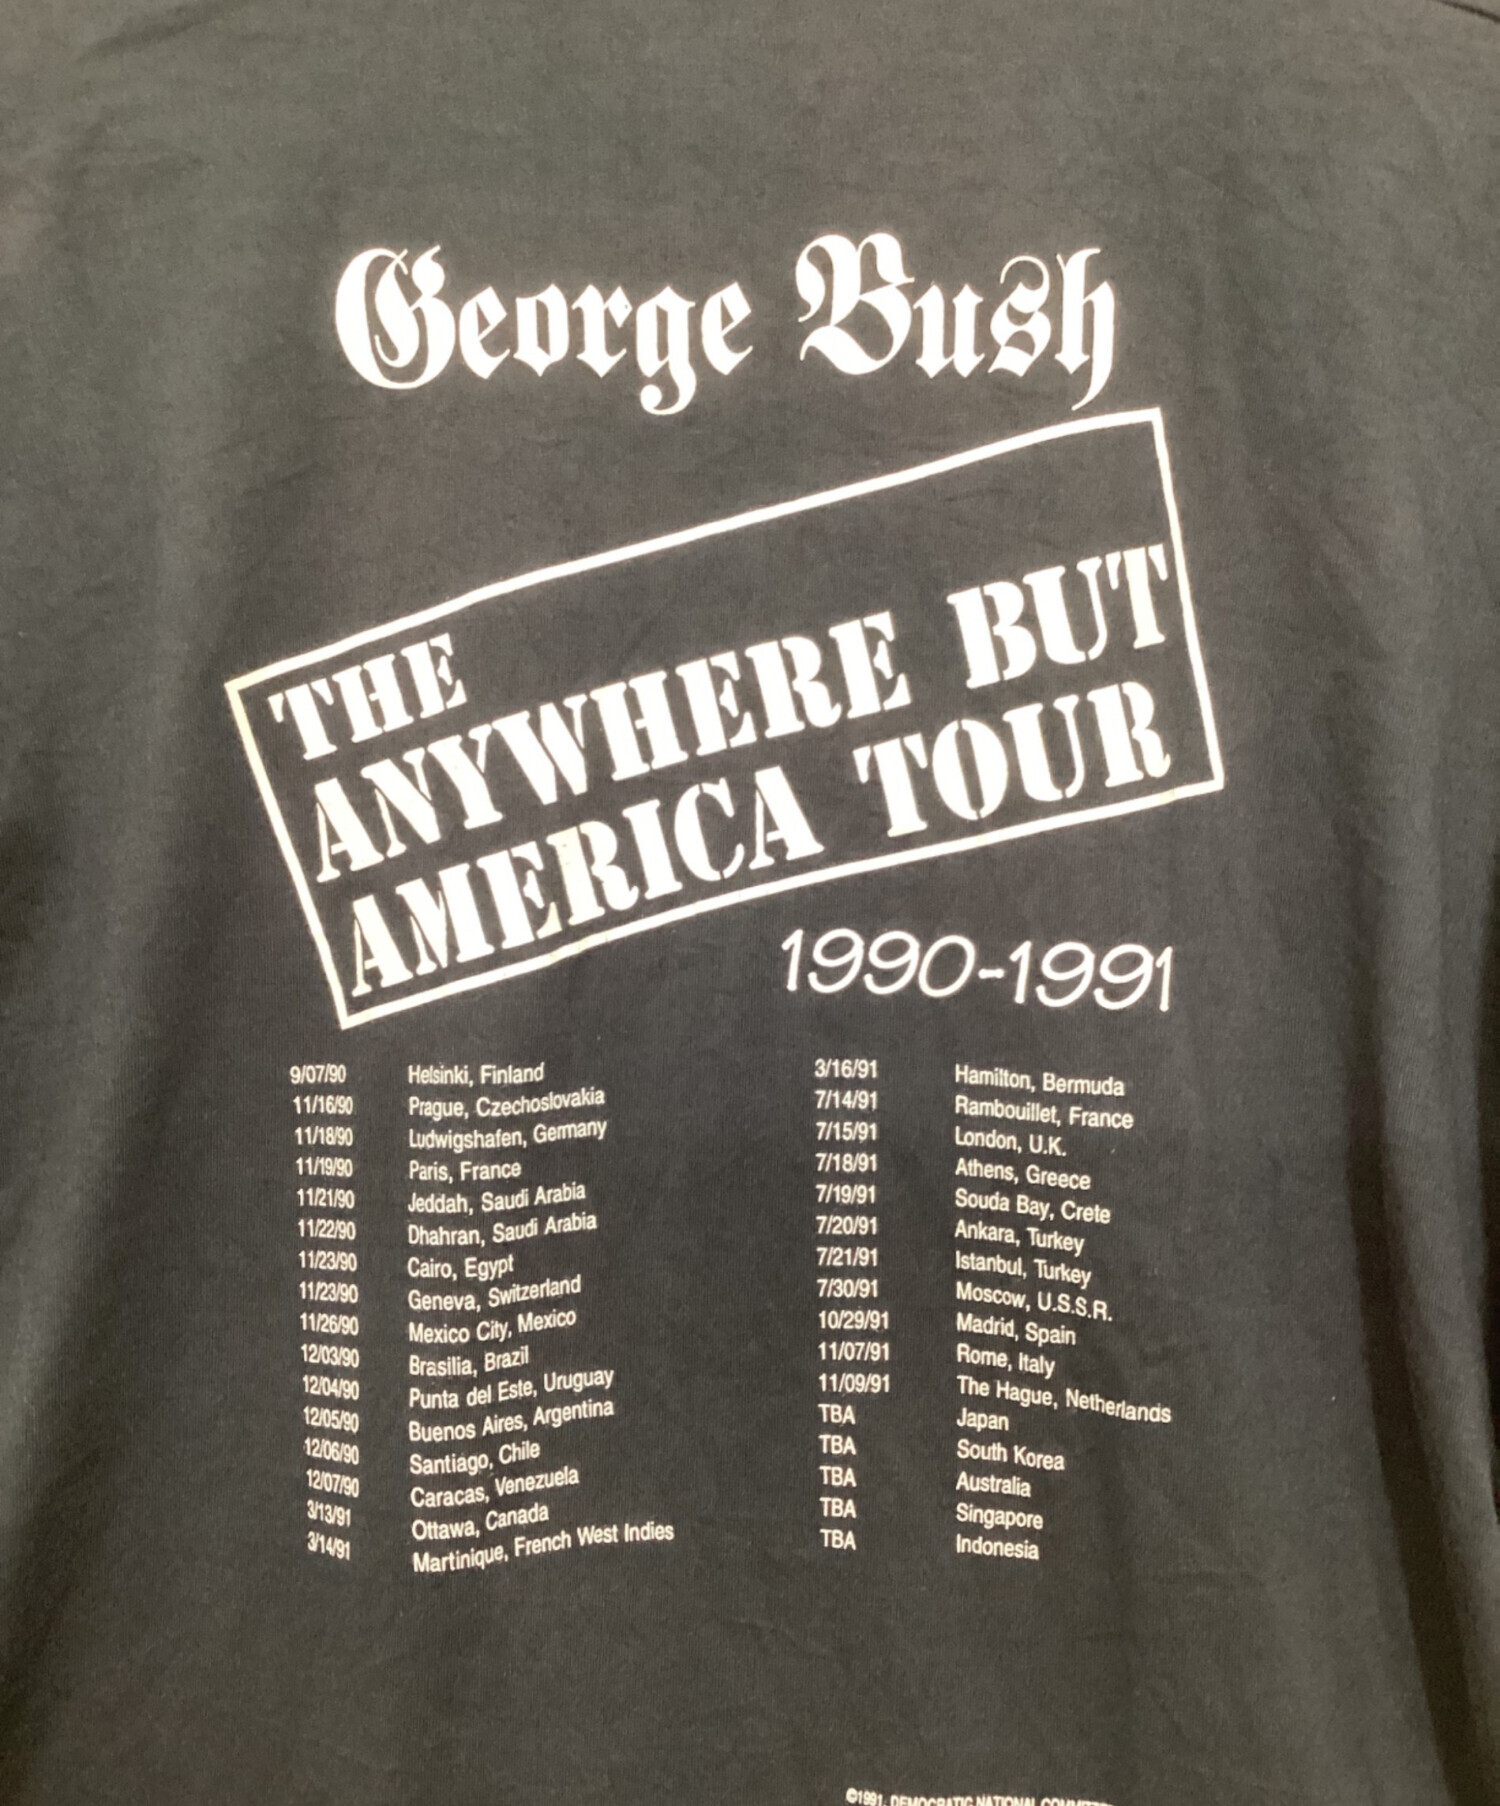 George Bush
THE
ANYWHERE BUT
AMERICA TOUR
1990-1991
9/07/90 Helsinki, Finland
11/16/90 Prague, Czechoslovakia
11/18/90 Ludwigshafen, Germany
11/19/90 Paris, France
11/21/90 Jeddah, Saudi Arabia
11/22/90 Dhahran, Saudi Arabia
11/23/90 Cairo, Egypt
11/23/90 Geneva, Switzerland
11/26/90 Mexico City, Mexico
12/03/90 Brasilia, Brazil
12/04/90 Punta del Este, Uruguay
12/05/90 Buenos Aires, Argentina
12/06/90 Santiago, Chile
12/07/90 Caracas, Venezuela
3/13/91 Ottawa, Canada
3/14/91 Martinique, French West Indies
3/16/91 Hamilton, Bermuda
7/14/91 Rambouillet, France
7/15/91 London, U.K.
7/18/91 Athens, Greece
7/19/91 Souda Bay, Crete
7/20/91 Ankara, Turkey
7/21/91 Istanbul, Turkey
7/30/91 Moscow, U.S.S.R.
10/29/91 Madrid, Spain
11/07/91 Rome, Italy
11/09/91 The Hague, Netherlands
TBA Japan
TBA South Korea
TBA Australia
TBA Singapore
TBA Indonesia
©1991, DEMOCRATIC NATIONAL